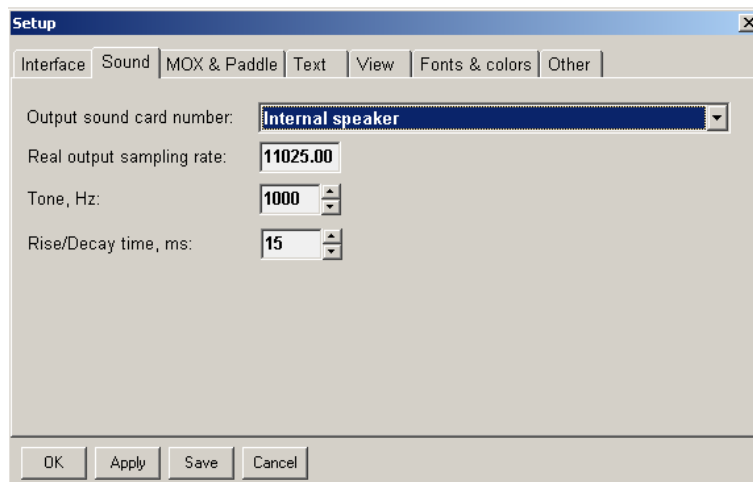 Setup
Interface Sound MOX & Paddle Text View Fonts & colors Other
Output sound card number: Internal speaker
Real output sampling rate: 11025.00
Tone, Hz: 1000
Rise/Decay time, ms: 15
OK Apply Save Cancel